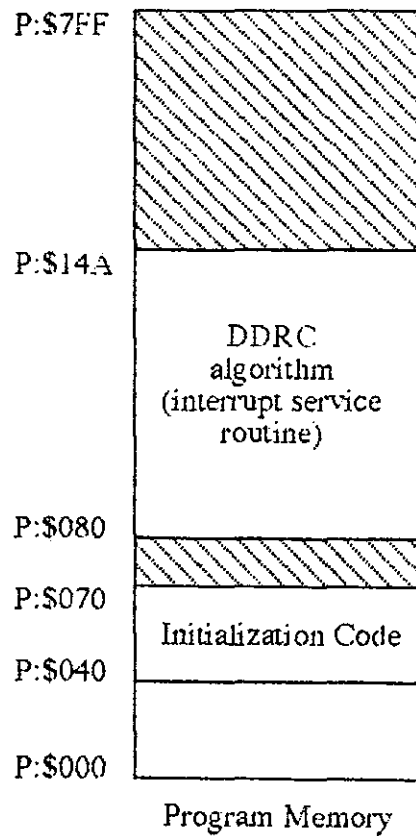 P:$7FF
P:$14A
DDRC
algorithm
(interrupt service
routine)
P:$080
P:$070
Initialization Code
P:$040
P:$000
Program Memory